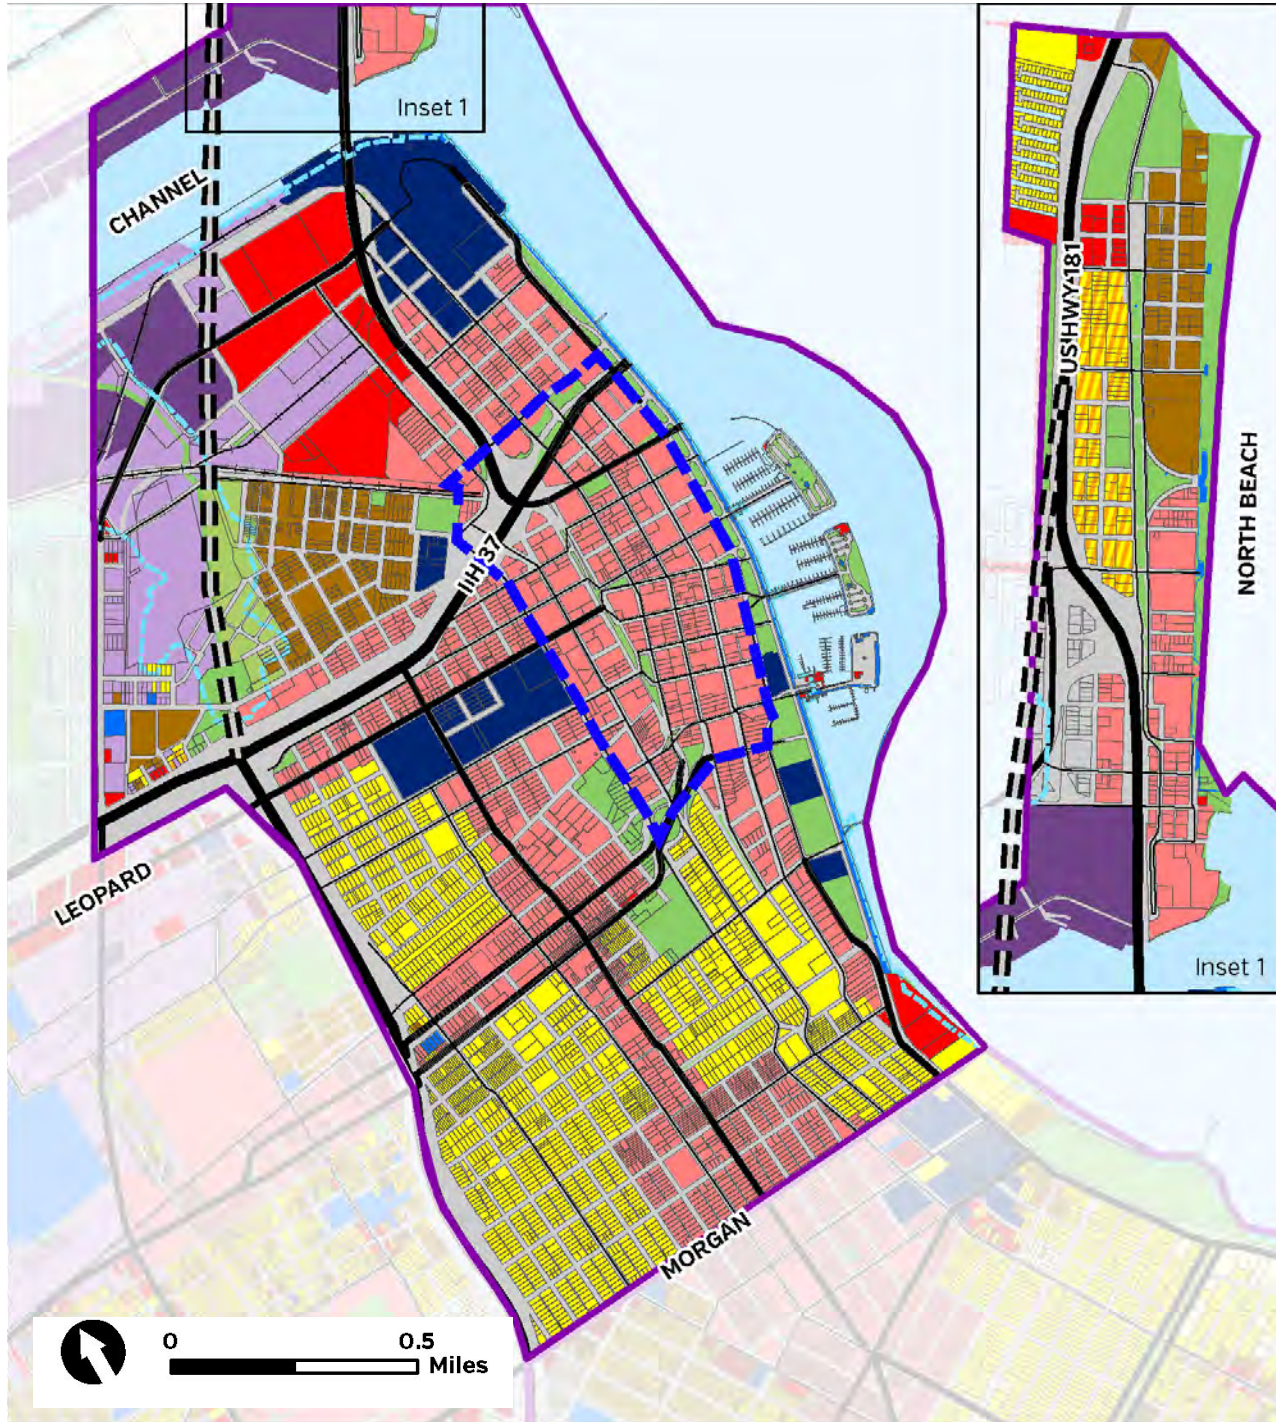 Inset 1
CHANNEL
US HWY 181
NORTH BEACH
IH 37
LEOPARD
Inset 1
MORGAN
0 0.5
Miles